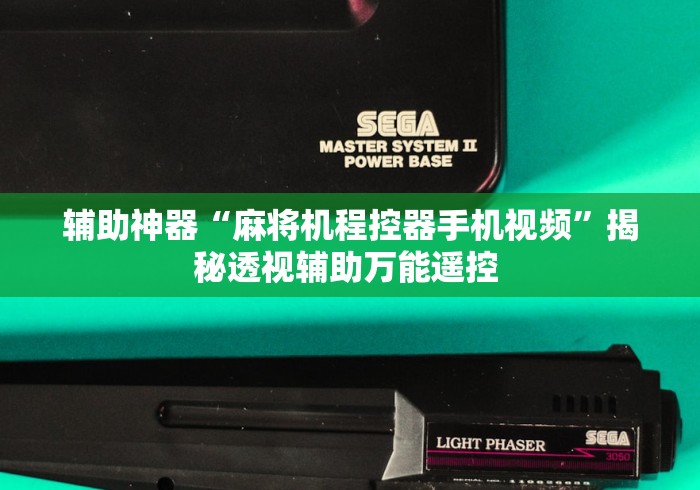 SEGA
MASTER SYSTEM II
POWER BASE
辅助神器“麻将机程控器手机视频”揭
秘透视辅助万能遥控
LIGHT PHASER
SEGA
3050